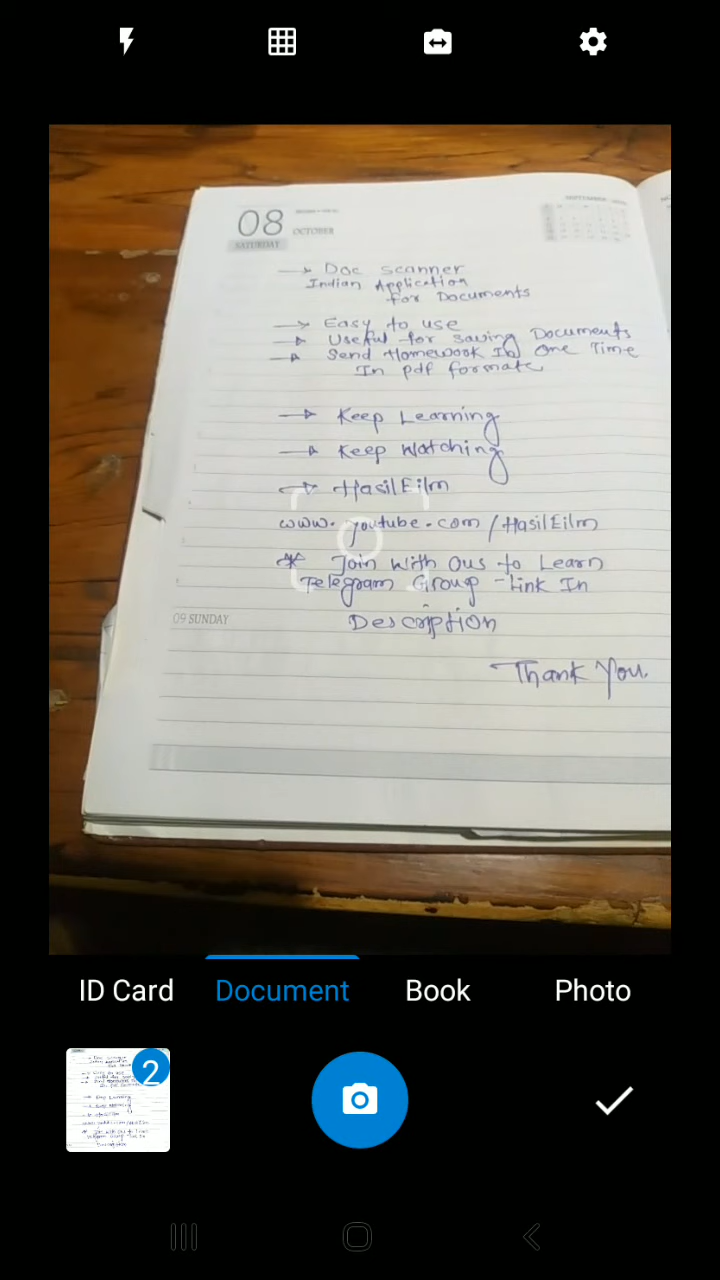 08
OCTOBER
SATURDAY
Doc scanner
Indian Application
for Documents
Easy to use
Useful for saving Documents
Send Homewook In One Time
In pdf formate
Keep Learning
Keep Watching
HasilEilm
www.youtube.com/HasilEilm
* Join with Ous to Learn
Telegram Group - link In
Description
09 SUNDAY
Thank You.
ID Card Document Book Photo
2